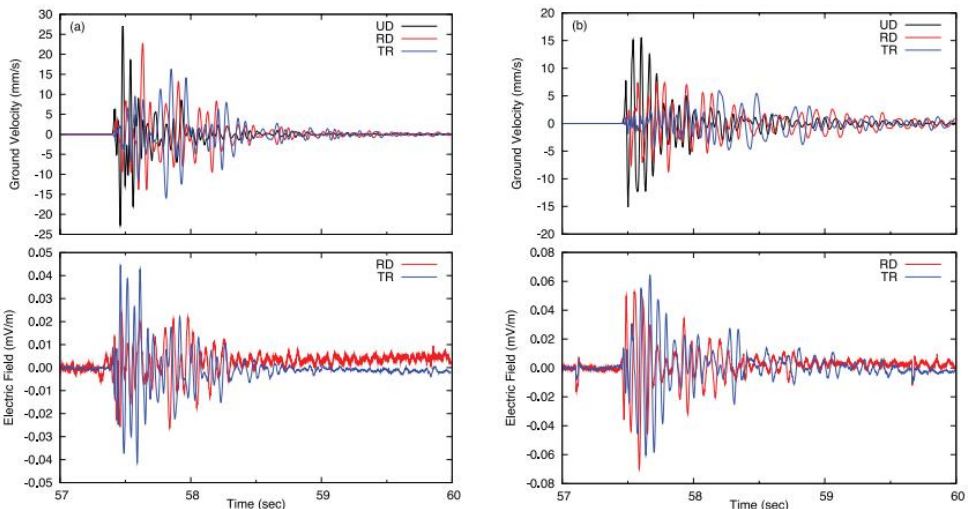 (a)
UD
RD
TR
Ground Velocity (mm/s)
30
25
20
15
10
5
0
-5
-10
-15
-20
-25
(b)
UD
RD
TR
Ground Velocity (mm/s)
20
15
10
5
0
-5
-10
-15
-20
RD
TR
Electric Field (mV/m)
0.05
0.04
0.03
0.02
0.01
0.00
-0.01
-0.02
-0.03
-0.04
-0.05
57
58
59
60
Time (sec)
RD
TR
Electric Field (mV/m)
0.08
0.06
0.04
0.02
0.00
-0.02
-0.04
-0.06
-0.08
57
58
59
60
Time (sec)